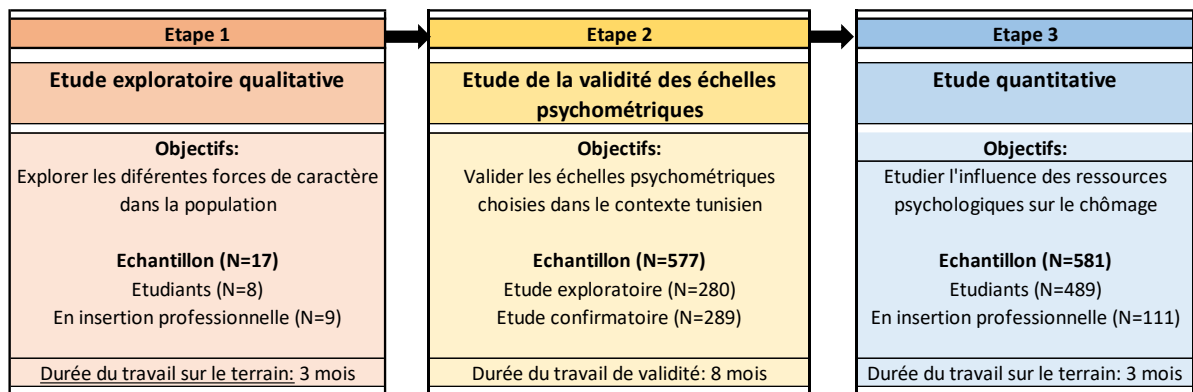 Etape 1
Etude exploratoire qualitative
Objectifs:
Explorer les diférentes forces de caractère
dans la population
Echantillon (N=17)
Etudiants (N=8)
En insertion professionnelle (N=9)
Durée du travail sur le terrain: 3 mois
Etape 2
Etude de la validité des échelles
psychométriques
Objectifs:
Valider les échelles psychométriques
choisies dans le contexte tunisien
Echantillon (N=577)
Etude exploratoire (N=280)
Etude confirmatoire (N=289)
Durée du travail de validité: 8 mois
Etape 3
Etude quantitative
Objectifs:
Etudier l'influence des ressources
psychologiques sur le chômage
Echantillon (N=581)
Etudiants (N=489)
En insertion professionnelle (N=111)
Durée du travail sur le terrain: 3 mois